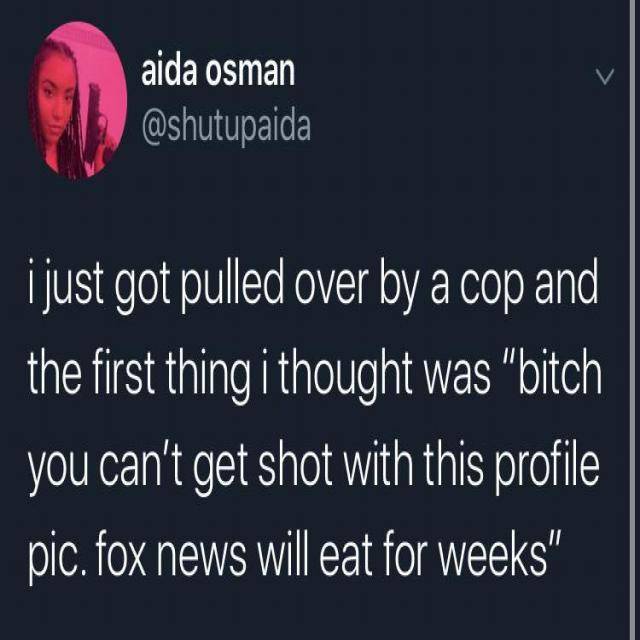 aida osman
@shutupaida
i just got pulled over by a cop and
the first thing i thought was “bitch
you can’t get shot with this profile
pic. fox news will eat for weeks”